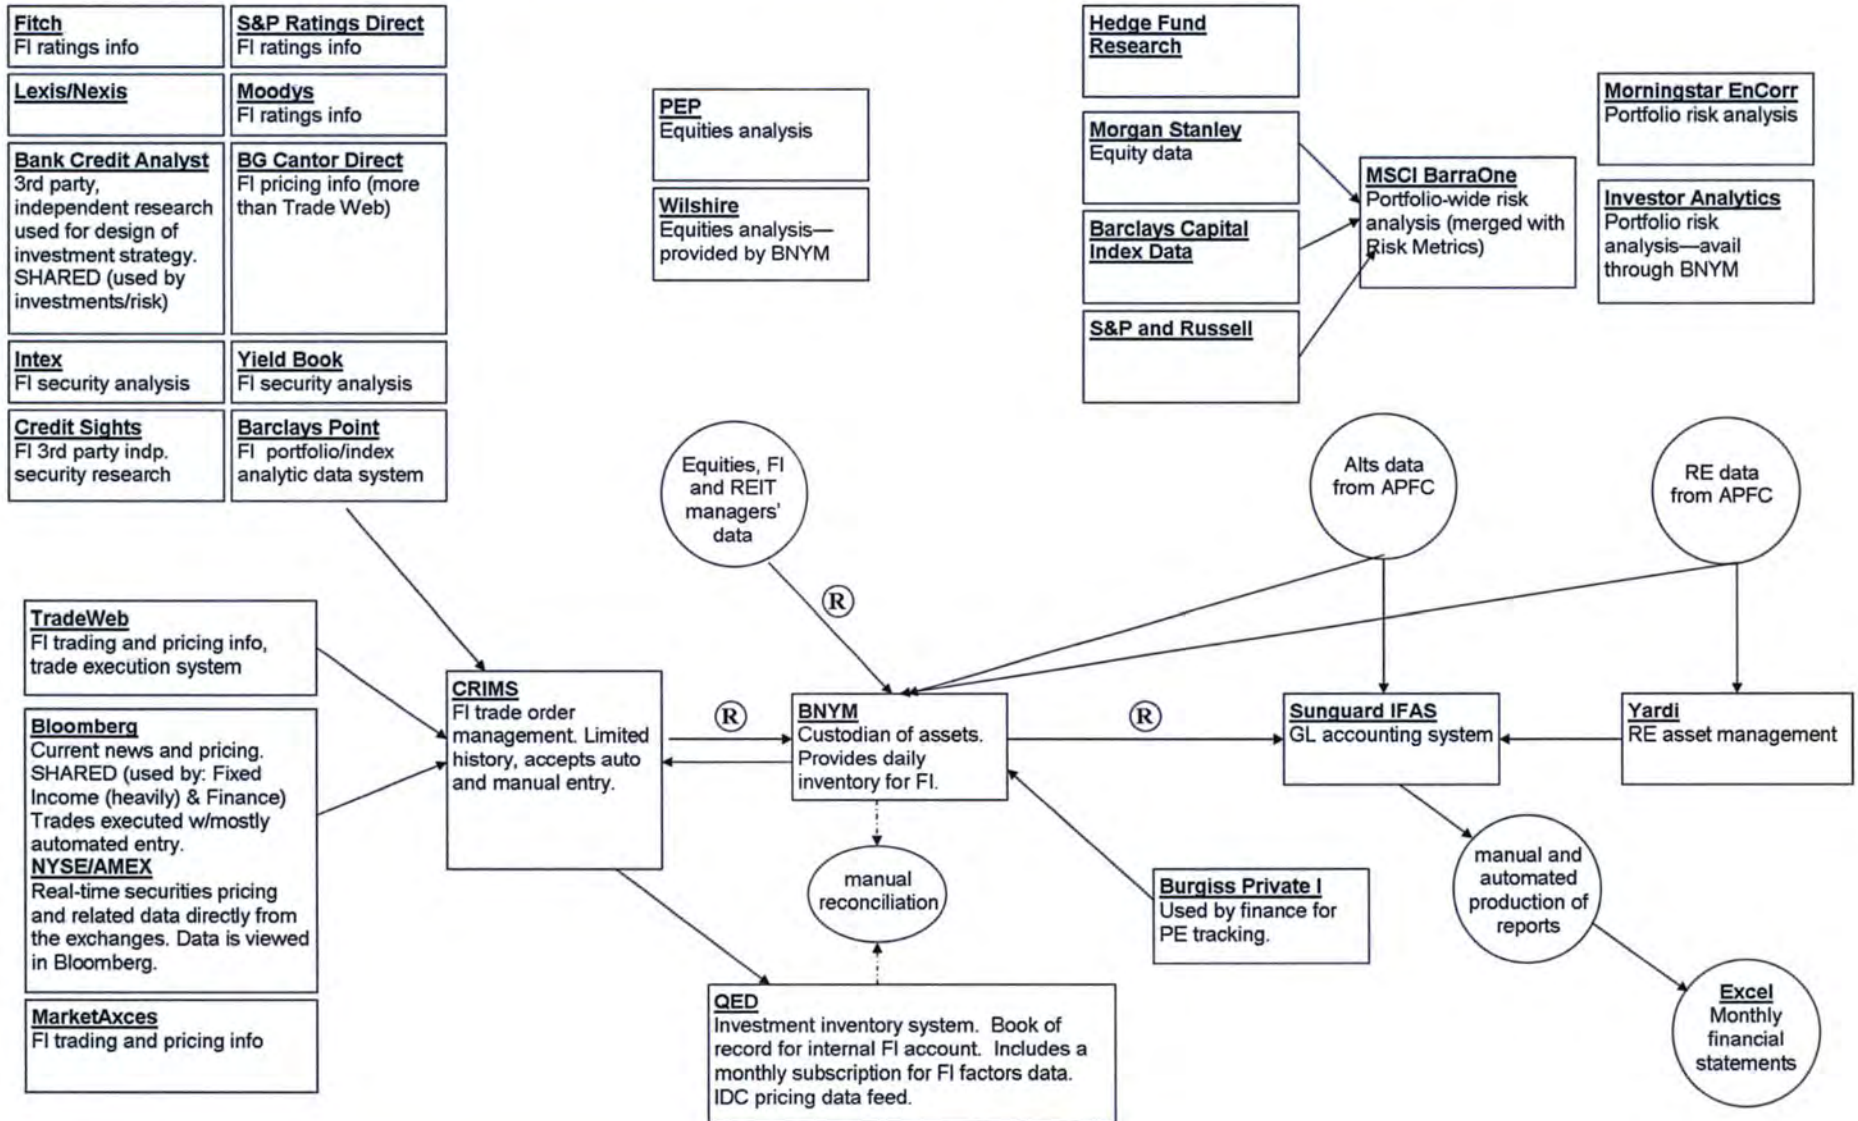 Fitch
FI ratings info
S&P Ratings Direct
FI ratings info
Lexis/Nexis
Moodys
FI ratings info
Bank Credit Analyst
3rd party,
independent research
used for design of
investment strategy.
SHARED (used by
investments/risk)
BG Cantor Direct
FI pricing info (more
than Trade Web)
Intex
FI security analysis
Yield Book
FI security analysis
Credit Sights
FI 3rd party indp.
security research
Barclays Point
FI portfolio/index
analytic data system
PEP
Equities analysis
Wilshire
Equities analysis—
provided by BNYM
Hedge Fund
Research
Morgan Stanley
Equity data
Barclays Capital
Index Data
S&P and Russell
MSCI BarraOne
Portfolio-wide risk
analysis (merged with
Risk Metrics)
Morningstar EnCorr
Portfolio risk analysis
Investor Analytics
Portfolio risk
analysis—avail
through BNYM
Equities, FI
and REIT
managers'
data
Alts data
from APFC
RE data
from APFC
R
TradeWeb
FI trading and pricing info,
trade execution system
Bloomberg
Current news and pricing.
SHARED (used by: Fixed
Income (heavily) & Finance)
Trades executed w/mostly
automated entry.
NYSE/AMEX
Real-time securities pricing
and related data directly from
the exchanges. Data is viewed
in Bloomberg.
MarketAxces
FI trading and pricing info
CRIMS
FI trade order
management. Limited
history, accepts auto
and manual entry.
R
BNYM
Custodian of assets.
Provides daily
inventory for FI.
R
Sunguard IFAS
GL accounting system
Yardi
RE asset management
manual
reconciliation
Burgiss Private I
Used by finance for
PE tracking.
manual and
automated
production of
reports
QED
Investment inventory system. Book of
record for internal FI account. Includes a
monthly subscription for FI factors data.
IDC pricing data feed.
Excel
Monthly
financial
statements